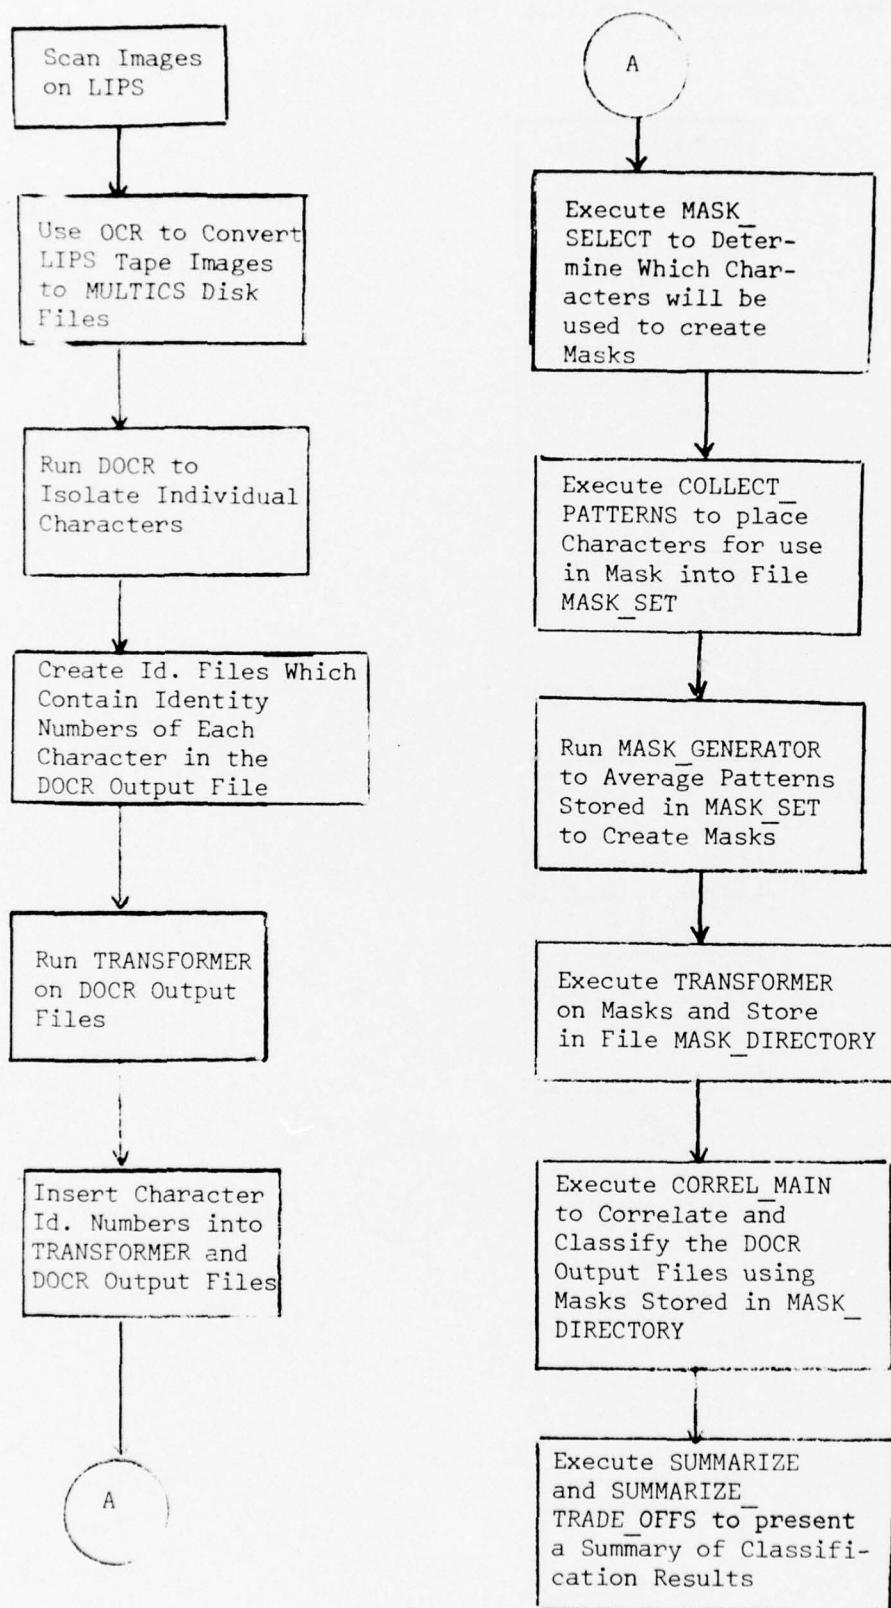 Scan Images
on LIPS
Use OCR to Convert
LIPS Tape Images
to MULTICS Disk
Files
Run DOCR to
Isolate Individual
Characters
Create Id. Files Which
Contain Identity
Numbers of Each
Character in the
DOCR Output File
Run TRANSFORMER
on DOCR Output
Files
Insert Character
Id. Numbers into
TRANSFORMER and
DOCR Output Files
A
A
Execute MASK_
SELECT to Deter-
mine Which Char-
acters will be
used to create
Masks
Execute COLLECT_
PATTERNS to place
Characters for use
in Mask into File
MASK_SET
Run MASK_GENERATOR
to Average Patterns
Stored in MASK_SET
to Create Masks
Execute TRANSFORMER
on Masks and Store
in File MASK_DIRECTORY
Execute CORREL_MAIN
to Correlate and
Classify the DOCR
Output Files using
Masks Stored in MASK_
DIRECTORY
Execute SUMMARIZE
and SUMMARIZE_
TRADE_OFFS to present
a Summary of Classifi-
cation Results